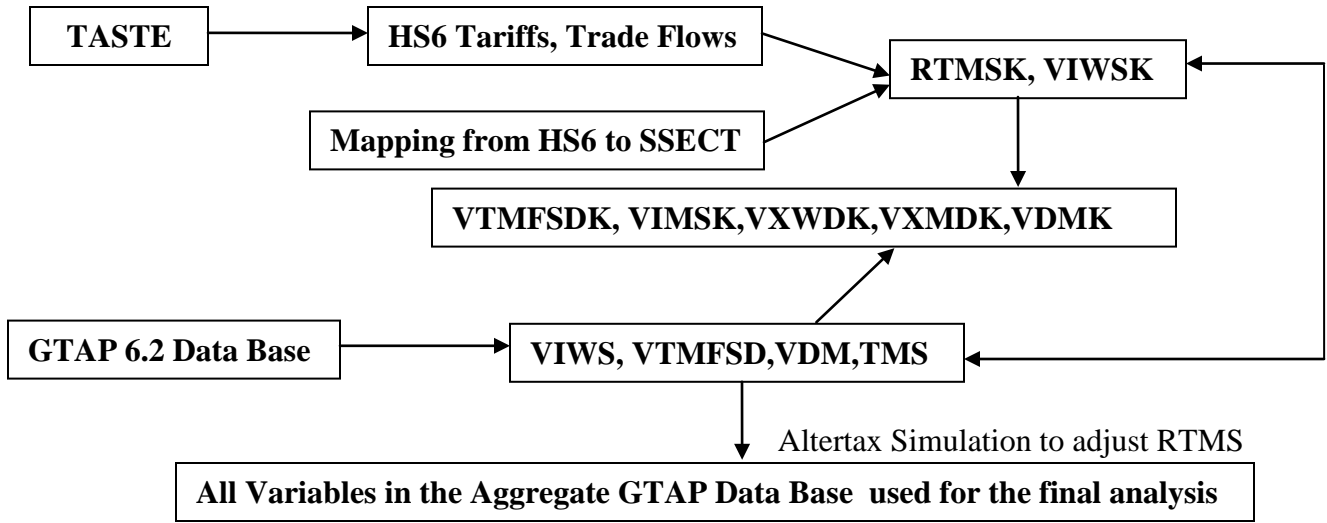 TASTE
HS6 Tariffs, Trade Flows
RTMSK, VIWSK
Mapping from HS6 to SSECT
VTMFSDK, VIMSK,VXWDK,VXMDK,VDMK
GTAP 6.2 Data Base
VIWS, VTMFSD,VDM,TMS
Altertax Simulation to adjust RTMS
All Variables in the Aggregate GTAP Data Base used for the final analysis